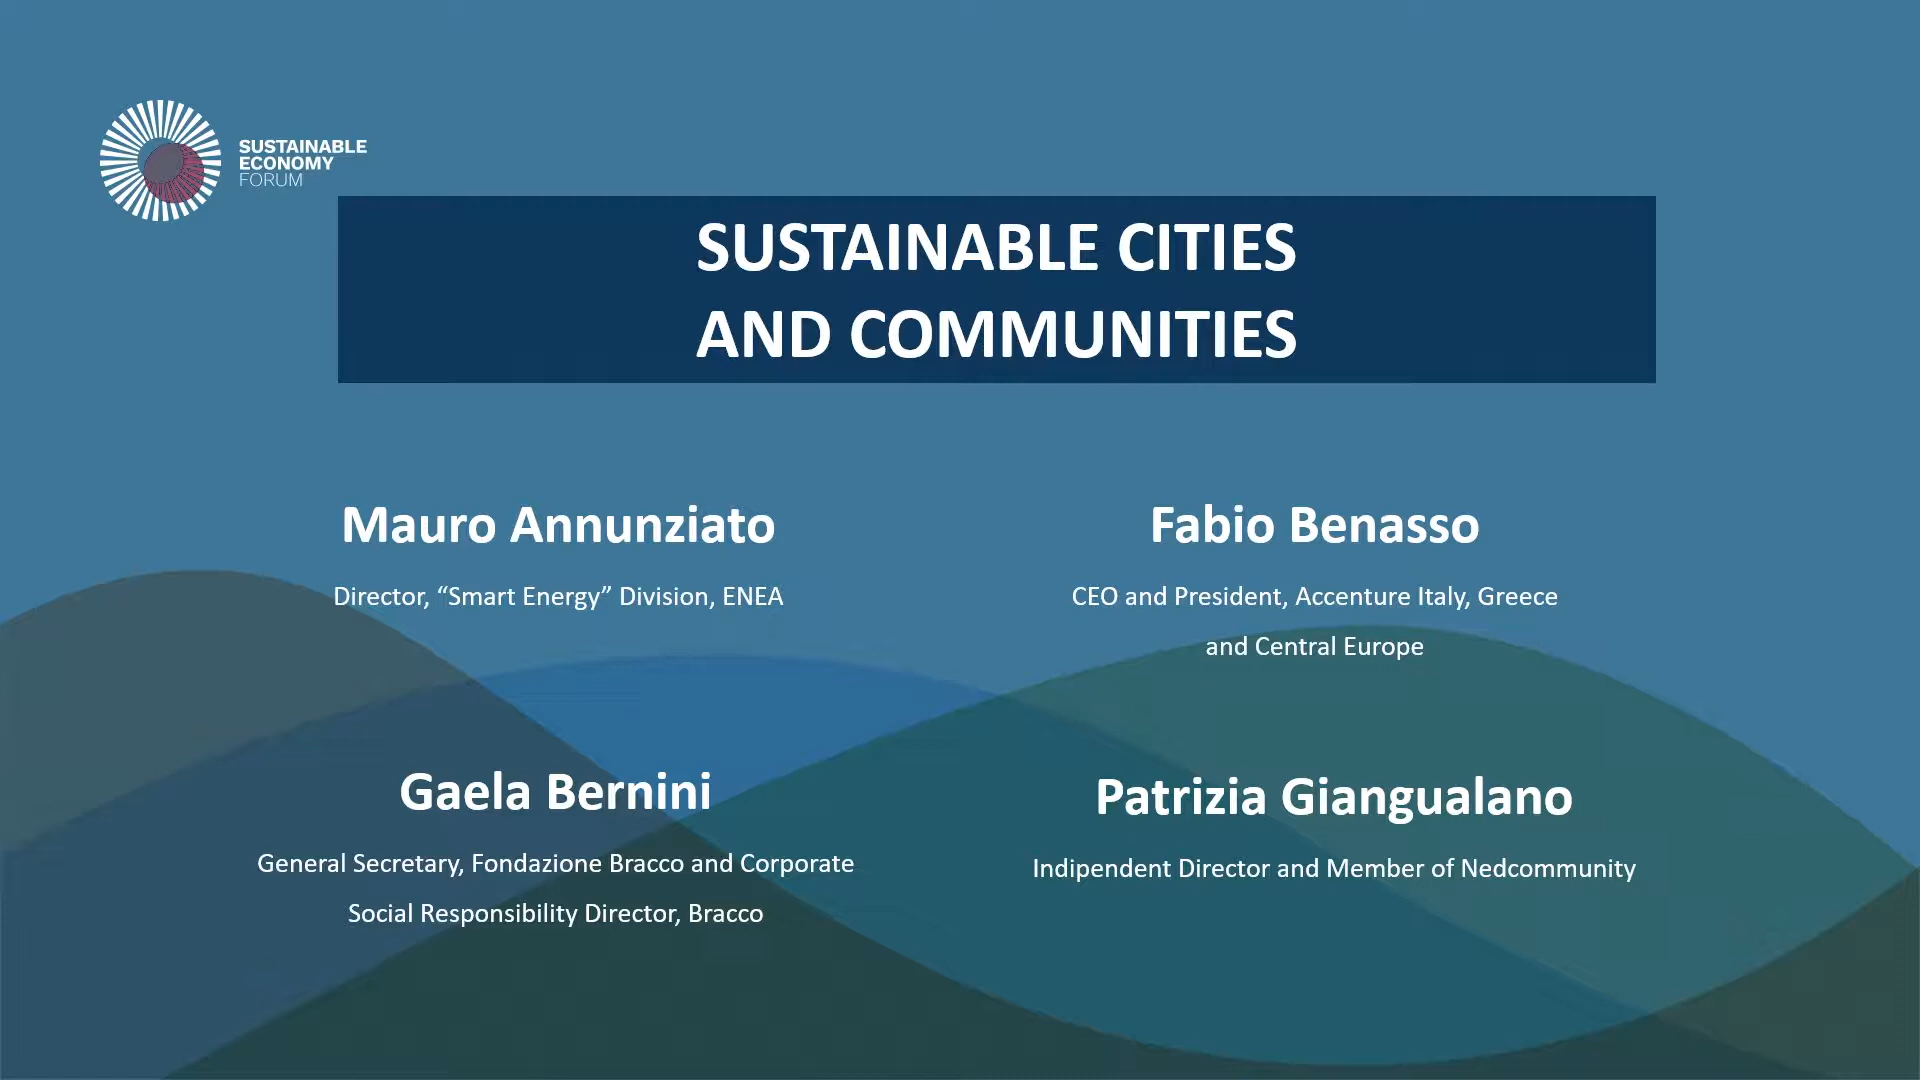 SUSTAINABLE
ECONOMY
FORUM
SUSTAINABLE CITIES
AND COMMUNITIES
Mauro Annunziato
Director, “Smart Energy” Division, ENEA
Fabio Benasso
CEO and President, Accenture Italy, Greece
and Central Europe
Gaela Bernini
General Secretary, Fondazione Bracco and Corporate
Social Responsibility Director, Bracco
Patrizia Giangualano
Indipendent Director and Member of Nedcommunity